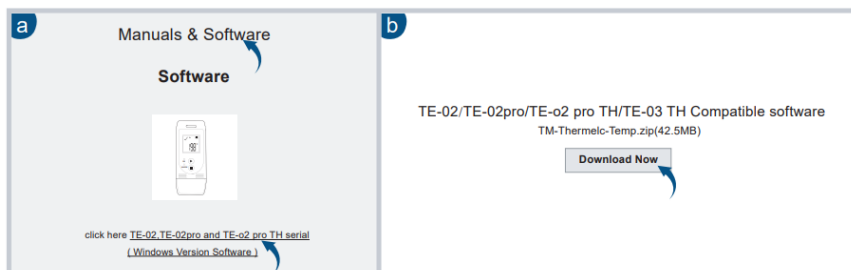 a
Manuals & Software
Software
click here TE-02,TE-02pro and TE-o2 pro TH serial
( Windows Version Software )
b
TE-02/TE-02pro/TE-o2 pro TH/TE-03 TH Compatible software
TM-Thermelc-Temp.zip(42.5MB)
Download Now